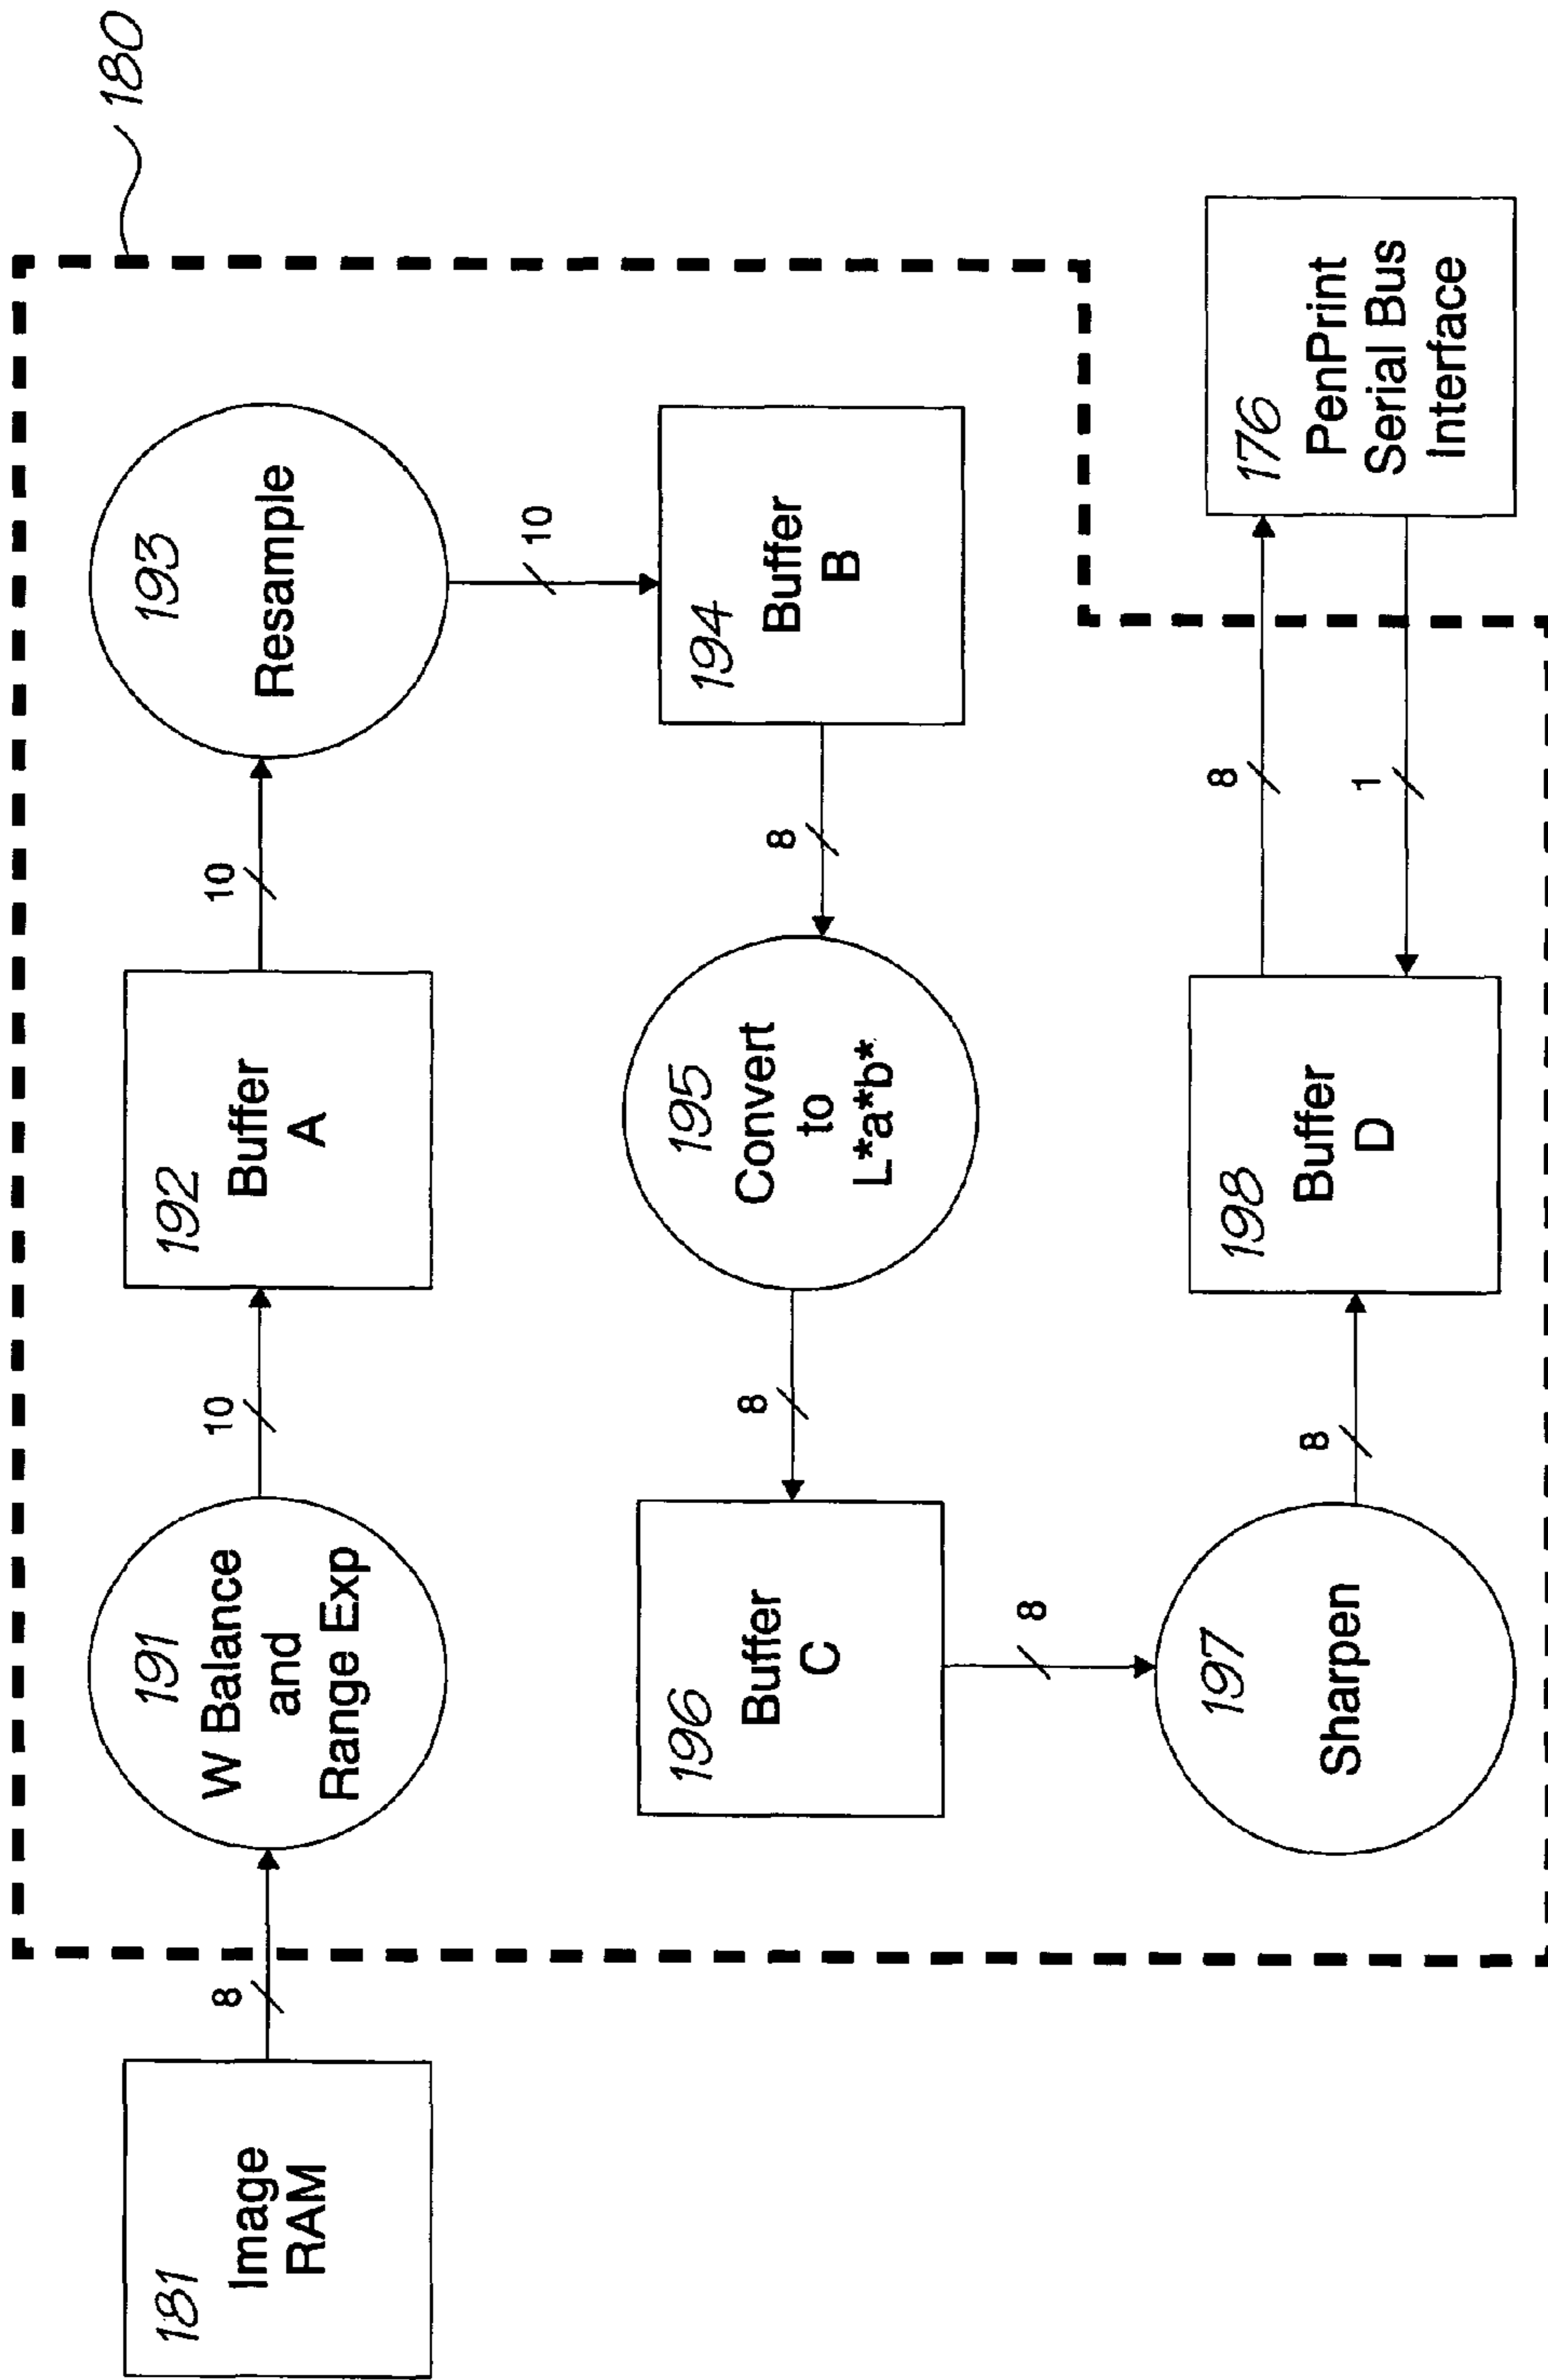 180
181
Image
RAM
8
191
W Balance
and
Range Exp
10
192
Buffer
A
10
193
Resample
10
194
Buffer
B
8
195
Convert
to
L*a*b*
8
196
Buffer
C
8
197
Sharpen
8
198
Buffer
D
8
1
176
PenPrint
Serial Bus
Interface